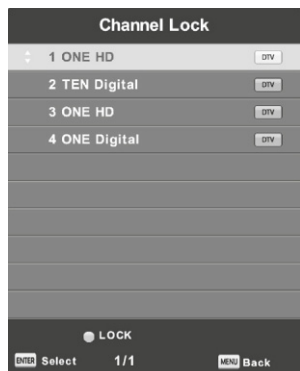 Channel Lock
1 ONE HD DTV
2 TEN Digital DTV
3 ONE HD DTV
4 ONE Digital DTV
LOCK
ENTER Select 1/1 MENU Back